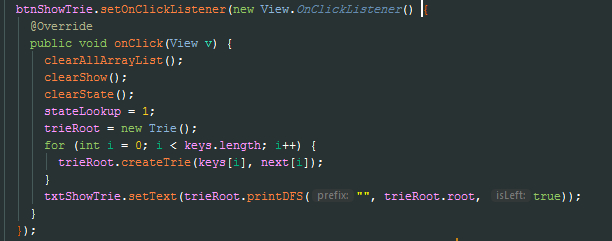 btnShowTrie.setOnClickListener(new View.OnClickListener() {
@Override
public void onClick(View v) {
clearAllArrayList();
clearShow();
clearState();
stateLookup = 1;
trieRoot = new Trie();
for (int i = 0; i < keys.length; i++) {
trieRoot.createTrie(keys[i], next[i]);
}
txtShowTrie.setText(trieRoot.printDFS( prefix: "", trieRoot.root, isLeft: true));
}
});